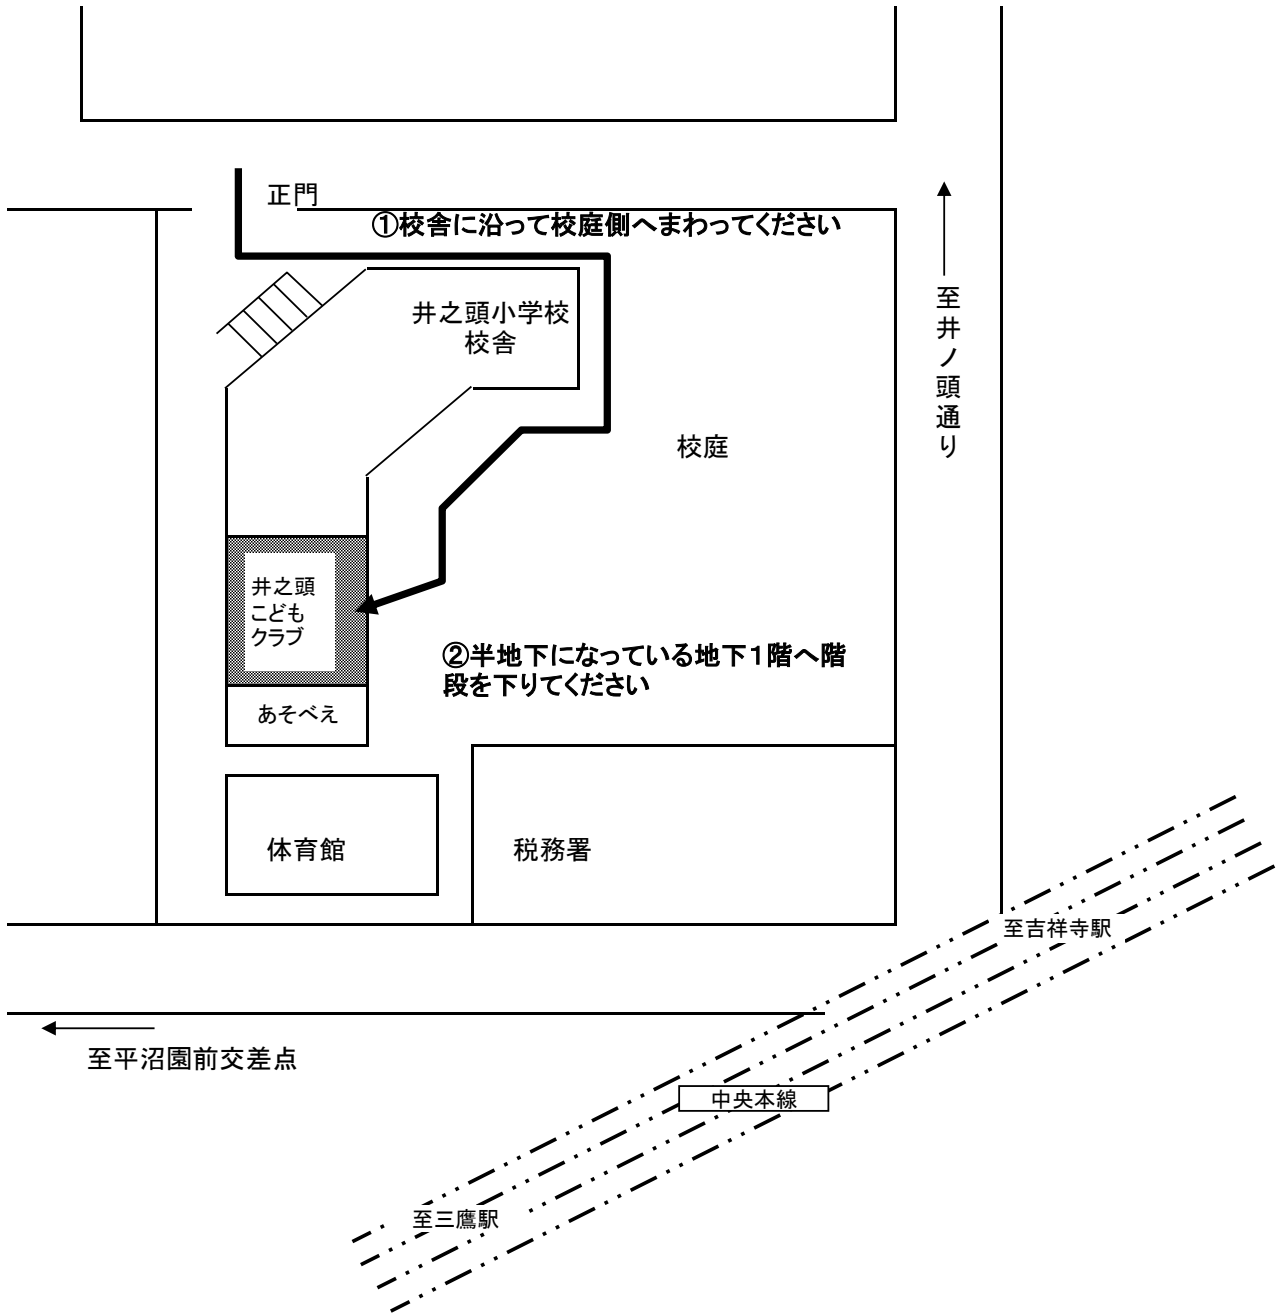 正門
①校舎に沿って校庭側へまわってください
井之頭小学校
校舎
至井ノ頭通り
校庭
井之頭
こども
クラブ
②半地下になっている地下１階へ階
段を下りてください
あそべえ
体育館
税務署
至吉祥寺駅
至平沼園前交差点
中央本線
至三鷹駅